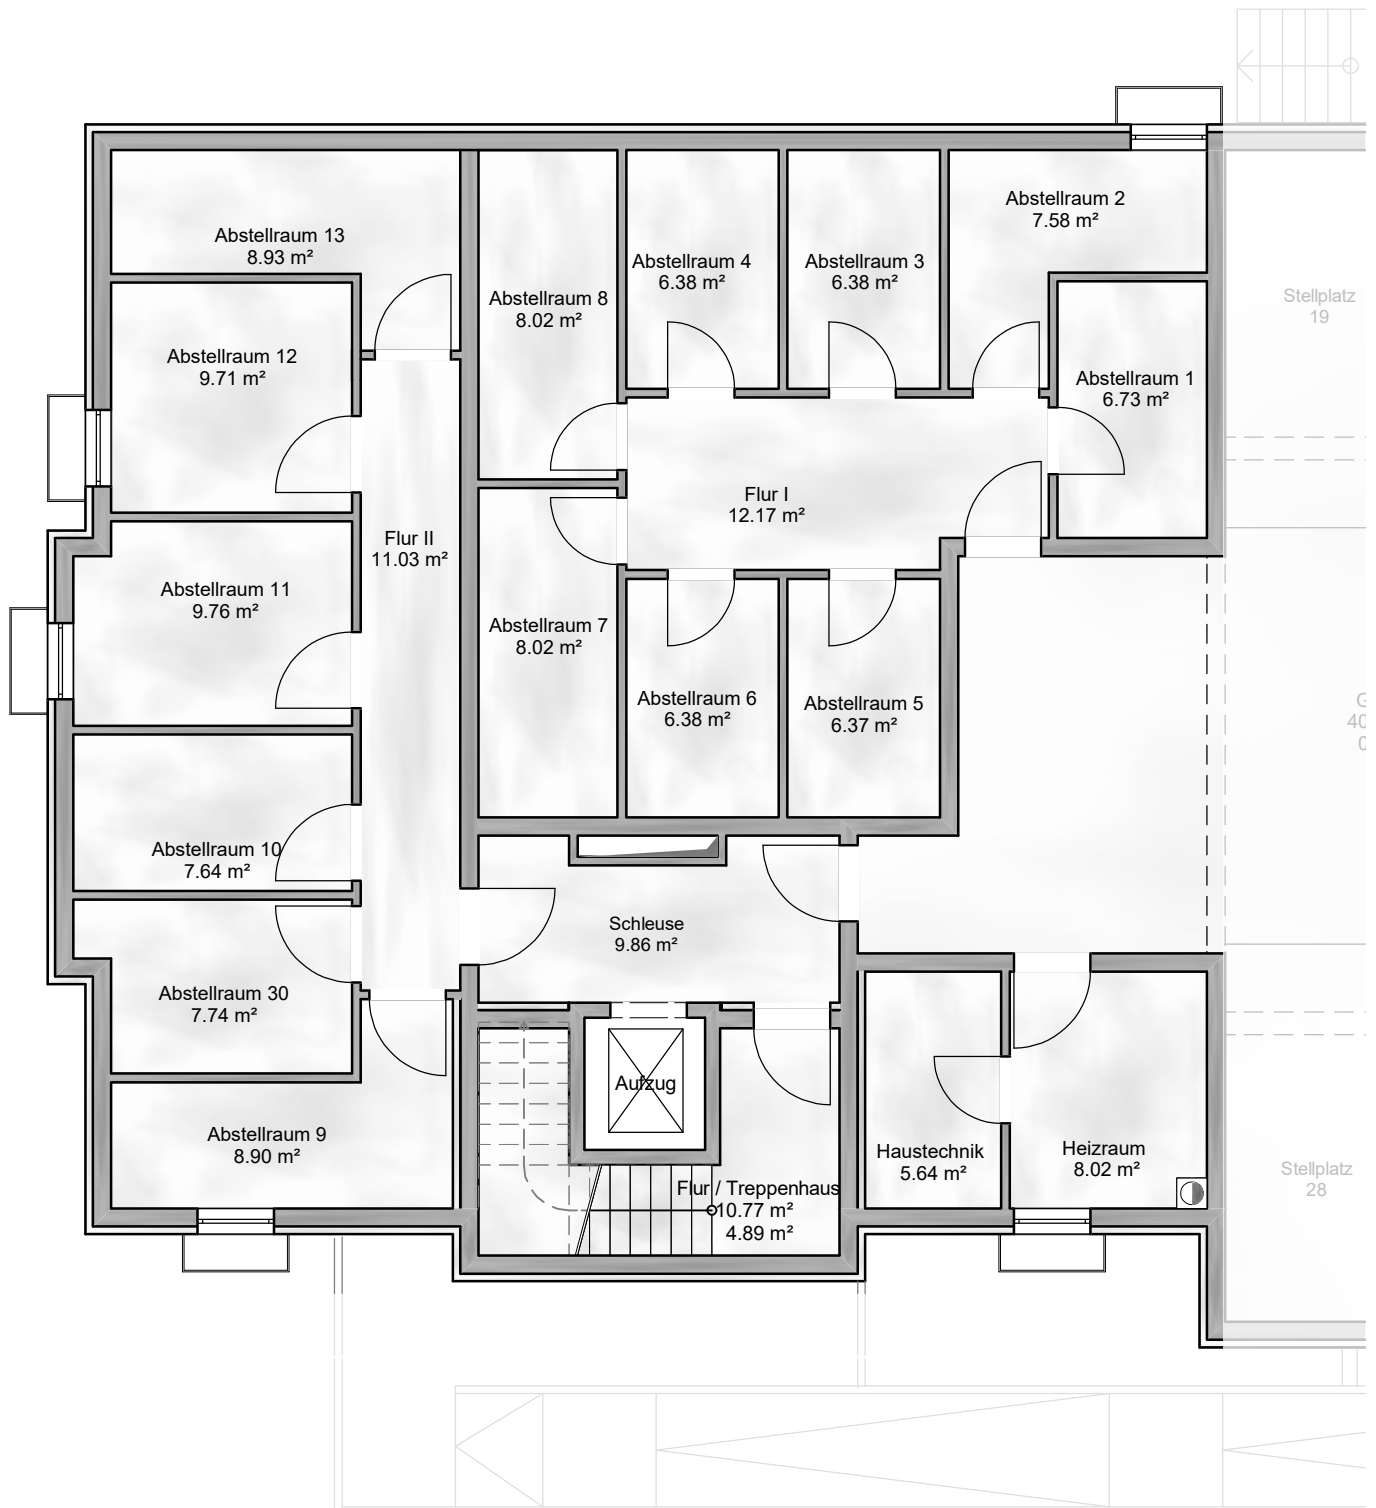 Abstellraum 2
7.58 m²
Abstellraum 13
8.93 m²
Abstellraum 4
6.38 m²
Abstellraum 3
6.38 m²
Abstellraum 8
8.02 m²
Stellplatz
19
Abstellraum 12
9.71 m²
Abstellraum 1
6.73 m²
Flur I
12.17 m²
Flur II
11.03 m²
Abstellraum 11
9.76 m²
Abstellraum 7
8.02 m²
Abstellraum 6
6.38 m²
Abstellraum 5
6.37 m²
G
40
0
Abstellraum 10
7.64 m²
Schleuse
9.86 m²
Abstellraum 30
7.74 m²
Aufzug
Abstellraum 9
8.90 m²
Haustechnik
5.64 m²
Heizraum
8.02 m²
Flur / Treppenhaus
10.77 m²
4.89 m²
Stellplatz
28